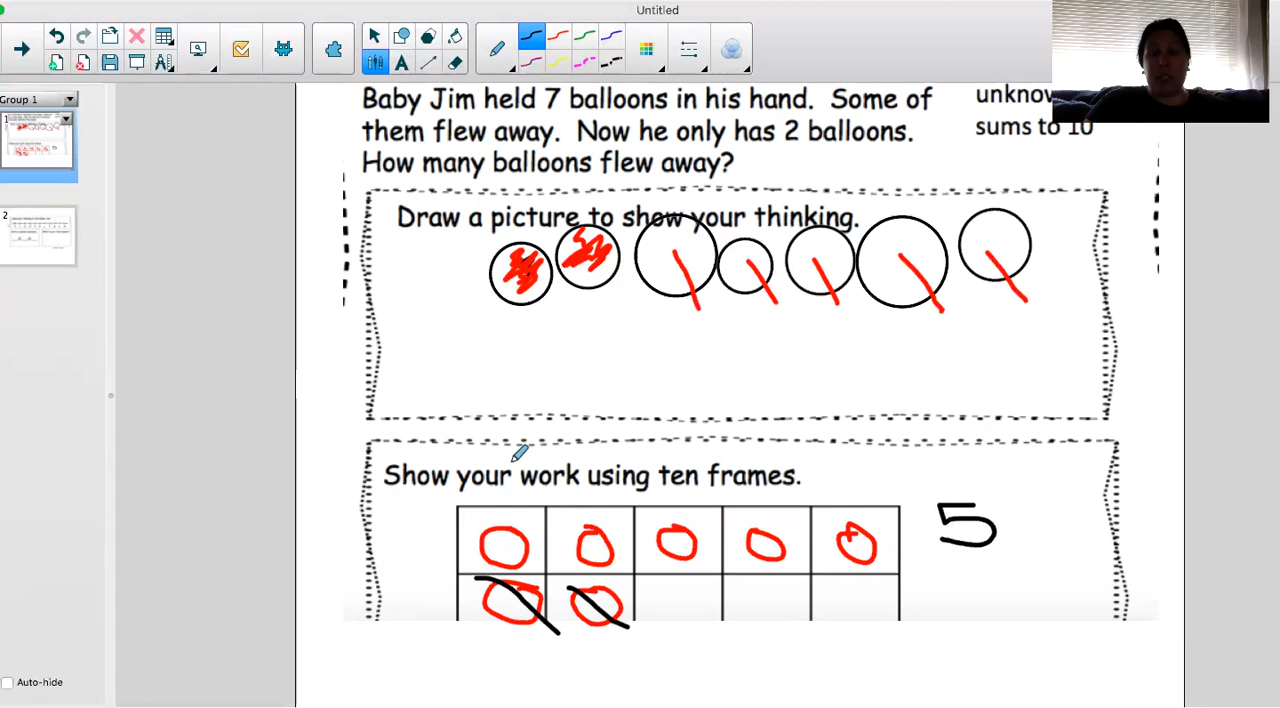 Untitled
Group 1
1
2
Baby Jim held 7 balloons in his hand. Some of
them flew away. Now he only has 2 balloons.
How many balloons flew away?
sums to 10
Draw a picture to show your thinking.
Show your work using ten frames.
5
Auto-hide